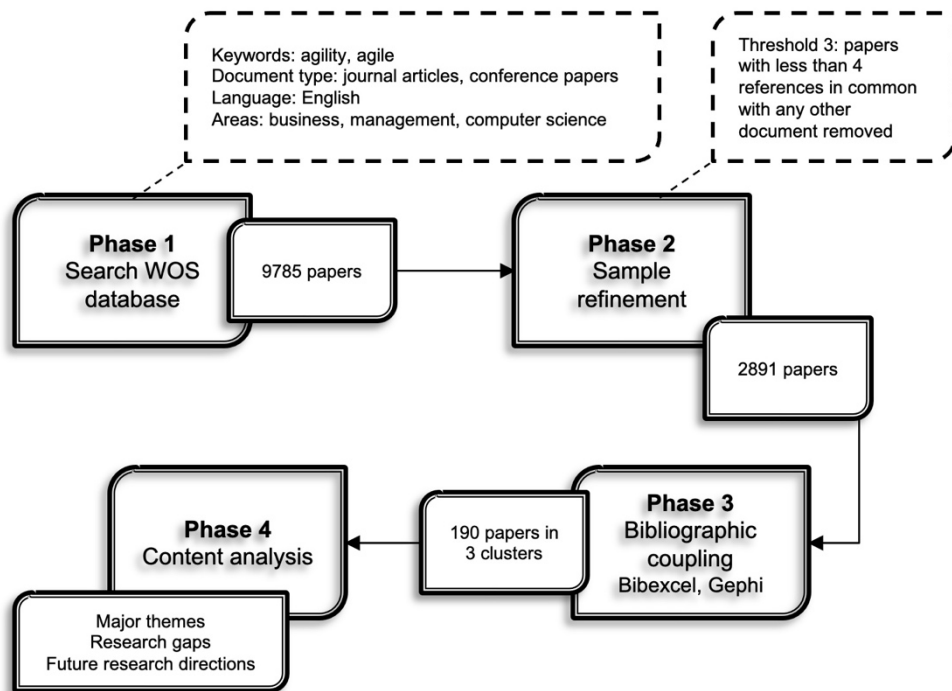 Keywords: agility, agile
Document type: journal articles, conference papers
Language: English
Areas: business, management, computer science
Threshold 3: papers
with less than 4
references in common
with any other
document removed
Phase 1
Search WOS
database
9785 papers
Phase 2
Sample
refinement
2891 papers
Phase 3
Bibliographic
coupling
Bibexcel, Gephi
190 papers in
3 clusters
Phase 4
Content analysis
Major themes
Research gaps
Future research directions